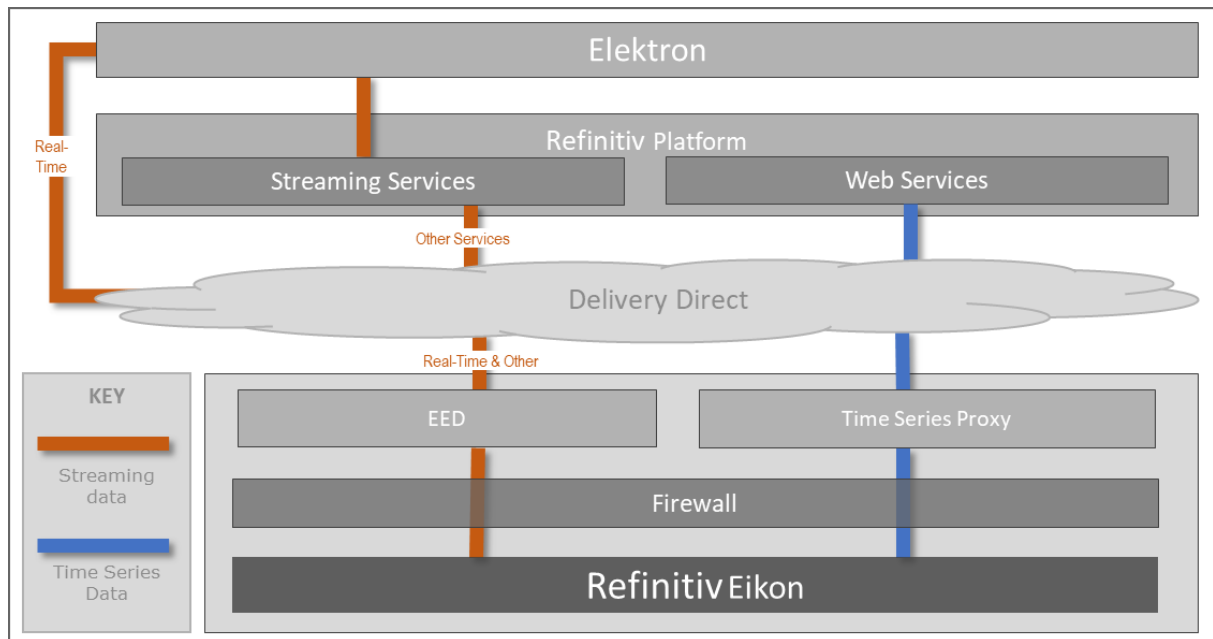 Elektron
Real-
Time
Refinitiv Platform
Streaming Services
Web Services
Other Services
Delivery Direct
Real-Time & Other
KEY
Streaming
data
Time Series
Data
EED
Time Series Proxy
Firewall
Refinitiv Eikon